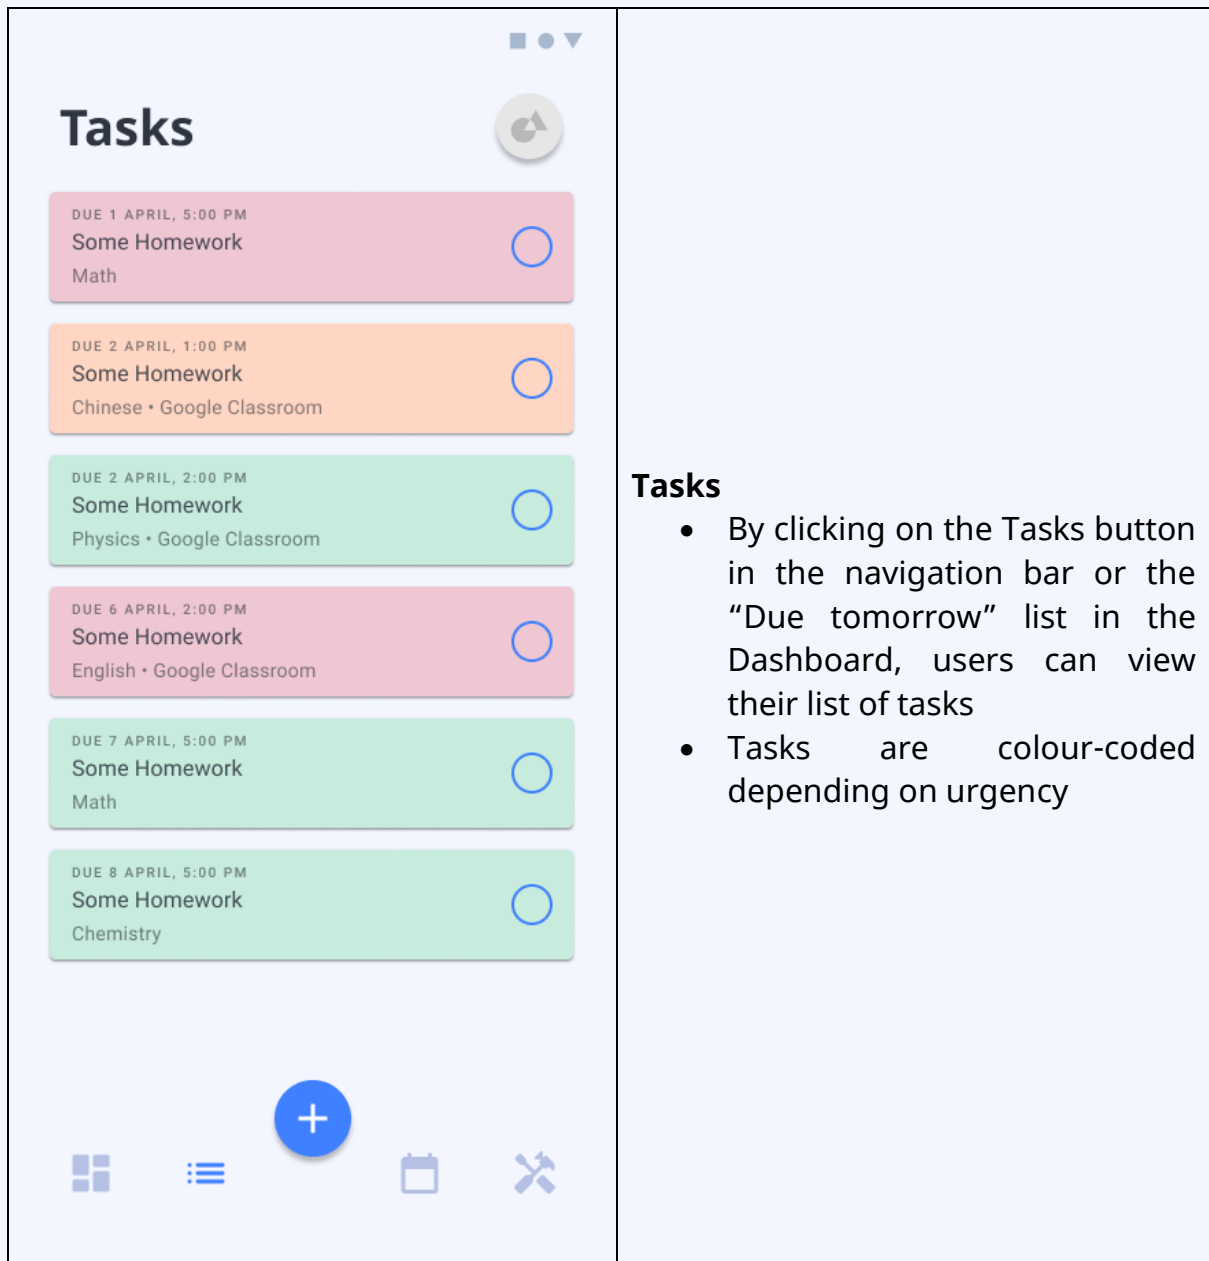 Tasks
DUE 1 APRIL, 5:00 PM
Some Homework
Math
DUE 2 APRIL, 1:00 PM
Some Homework
Chinese • Google Classroom
DUE 2 APRIL, 2:00 PM
Some Homework
Physics • Google Classroom
DUE 6 APRIL, 2:00 PM
Some Homework
English • Google Classroom
DUE 7 APRIL, 5:00 PM
Some Homework
Math
DUE 8 APRIL, 5:00 PM
Some Homework
Chemistry
Tasks
• By clicking on the Tasks button
in the navigation bar or the
“Due tomorrow” list in the
Dashboard, users can view
their list of tasks
• Tasks are colour-coded
depending on urgency